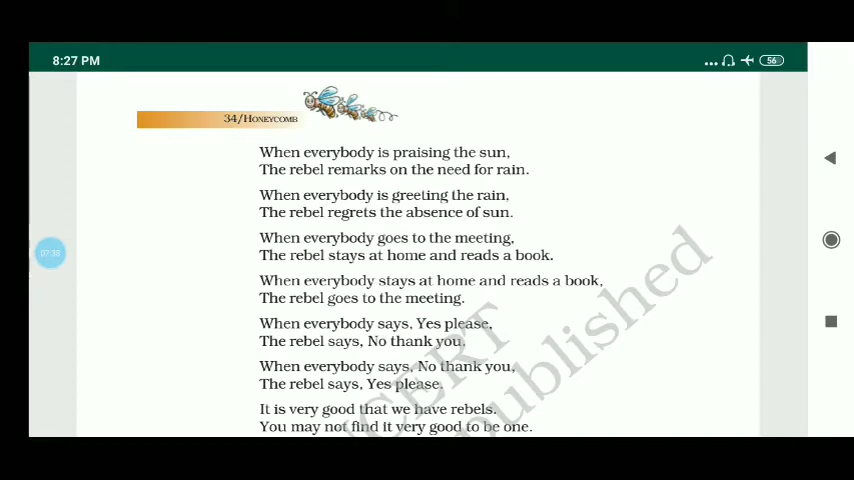 8:27 PM
56
34/HONEYCOMB
When everybody is praising the sun,
The rebel remarks on the need for rain.
When everybody is greeting the rain,
The rebel regrets the absence of sun.
When everybody goes to the meeting,
The rebel stays at home and reads a book.
When everybody stays at home and reads a book,
The rebel goes to the meeting.
When everybody says, Yes please,
The rebel says, No thank you.
When everybody says, No thank you,
The rebel says, Yes please.
It is very good that we have rebels.
You may not find it very good to be one.
07:38
CERT
published